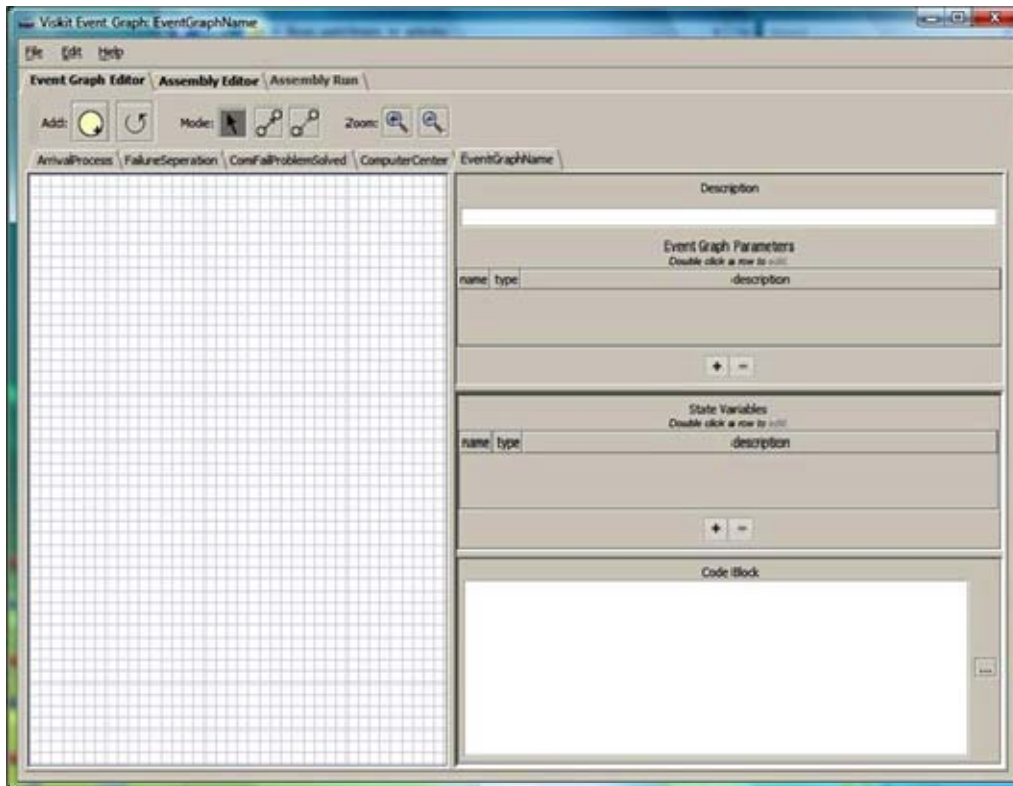 Viskit Event Graph: EventGraphName
File Edit Help
Event Graph Editor Assembly Editor Assembly Run
Add: Mode: Zoom:
ArrivalProcess FailureSeperation ComFailProblemSolved ComputerCenter EventGraphName
Description
Event Graph Parameters
Double click a row to edit.
name type description
+ -
State Variables
Double click a row to edit.
name type description
+ -
Code Block
...